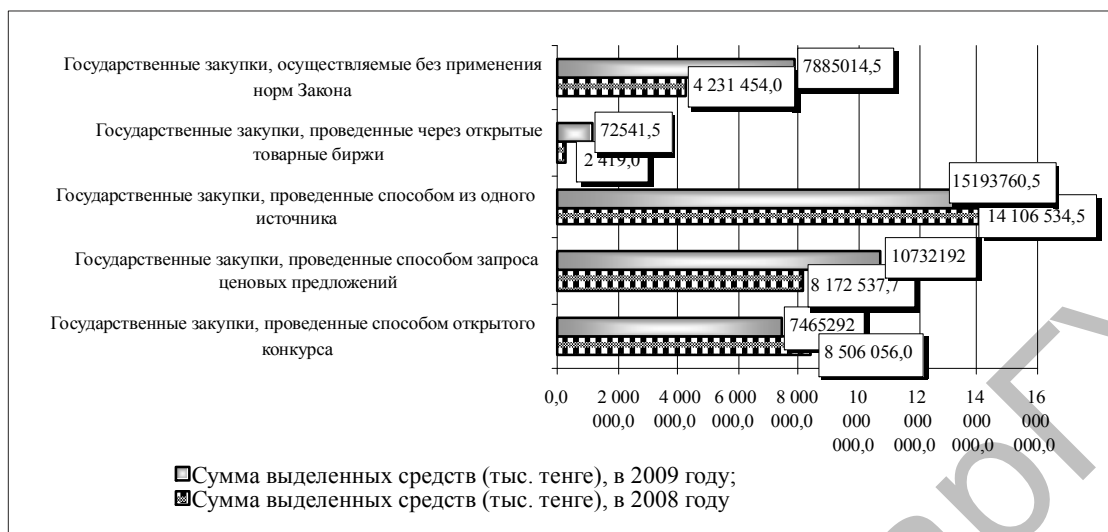 Государственные закупки, осуществляемые без применения
норм Закона
7885014,5
4 231 454,0
Государственные закупки, проведенные через открытые
товарные биржи
72541,5
2 419,0
Государственные закупки, проведенные способом из одного
источника
15193760,5
14 106 534,5
Государственные закупки, проведенные способом запроса
ценовых предложений
10732192
8 172 537,7
Государственные закупки, проведенные способом открытого
конкурса
7465292
8 506 056,0
0,0 2 000 4 000 6 000 8 000 10 12 14 16
000,0 000,0 000,0 000,0 000 000 000 000
000,0 000,0 000,0 000,0
Сумма выделенных средств (тыс. тенге), в 2009 году;
Сумма выделенных средств (тыс. тенге), в 2008 году